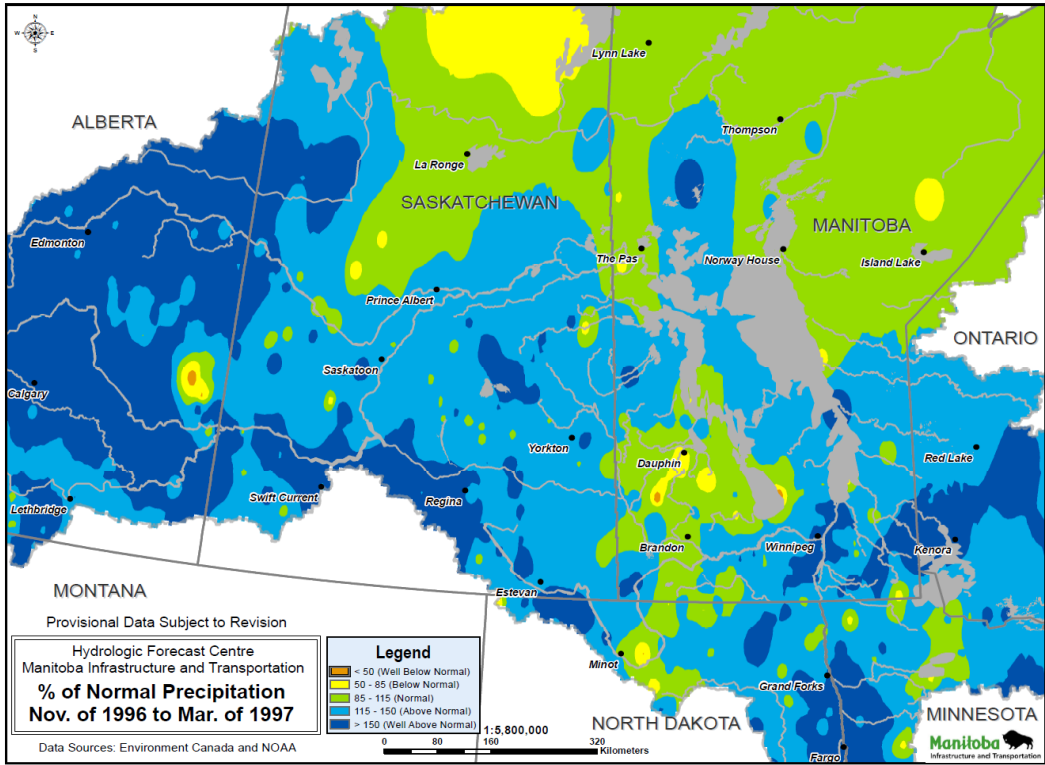 N
W E
S
Lynn Lake
ALBERTA
Thompson
La Ronge
SASKATCHEWAN
MANITOBA
Edmonton
The Pas
Norway House
Island Lake
Prince Albert
ONTARIO
Saskatoon
Calgary
Yorkton
Dauphin
Red Lake
Lethbridge
Swift Current
Regina
Brandon
Winnipeg
Kenora
MONTANA
Estevan
Provisional Data Subject to Revision
Hydrologic Forecast Centre
Manitoba Infrastructure and Transportation
% of Normal Precipitation
Nov. of 1996 to Mar. of 1997
Data Sources: Environment Canada and NOAA
Legend
< 50 (Well Below Normal)
50 - 85 (Below Normal)
85 - 115 (Normal)
115 - 150 (Above Normal)
> 150 (Well Above Normal)
Minot
Grand Forks
NORTH DAKOTA
MINNESOTA
1:5,800,000
0 80 160 320
Kilometers
Fargo
Manitoba
Infrastructure and Transportation